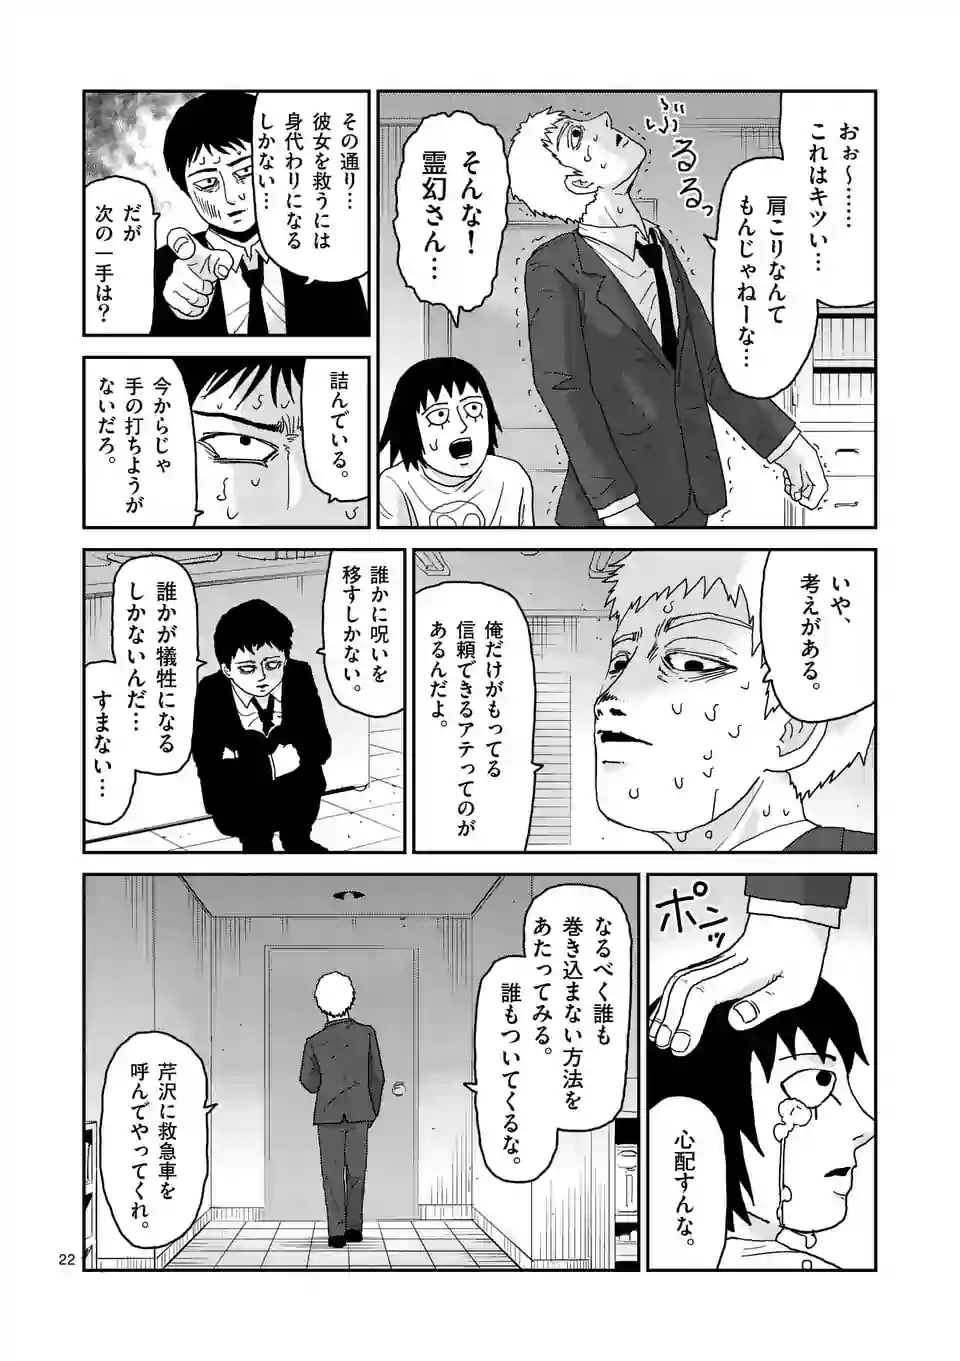 おぉ〜………
これはキツい…
肩こりなんて
もんじゃねーな…
ぶるるるっ
そんな!
霊幻さん…
その通り…
彼女を救うには
身代わりになる
しかない…
だが
次の一手は?
詰んでいる。
今からじゃ
手の打ちようが
ないだろ。
いや、
考えがある。
俺だけがもってる
信頼できるアテってのが
あるんだよ。
誰かに呪いを
移すしかない。
誰かが犠牲になる
しかないんだ…
すまない…
ポンッ
心配すんな。
なるべく誰も
巻き込まない方法を
あたってみる。
誰もついてくるな。
芹沢に救急車を
呼んでやってくれ。
22